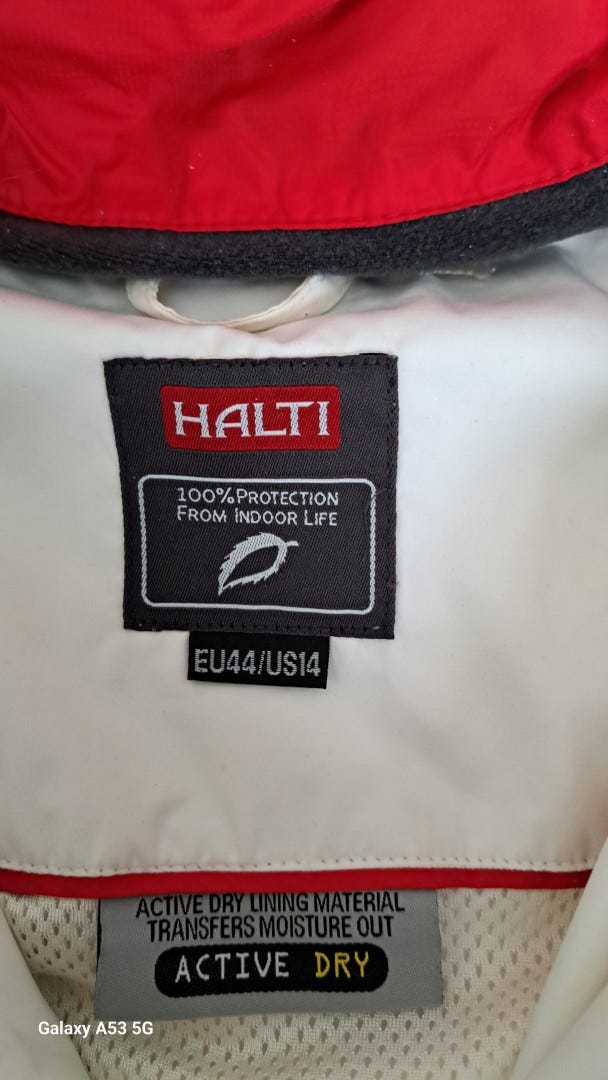 HALTI
100% PROTECTION
FROM INDOOR LIFE
EU44/US14
ACTIVE DRY LINING MATERIAL
TRANSFERS MOISTURE OUT
ACTIVE DRY
Galaxy A53 5G